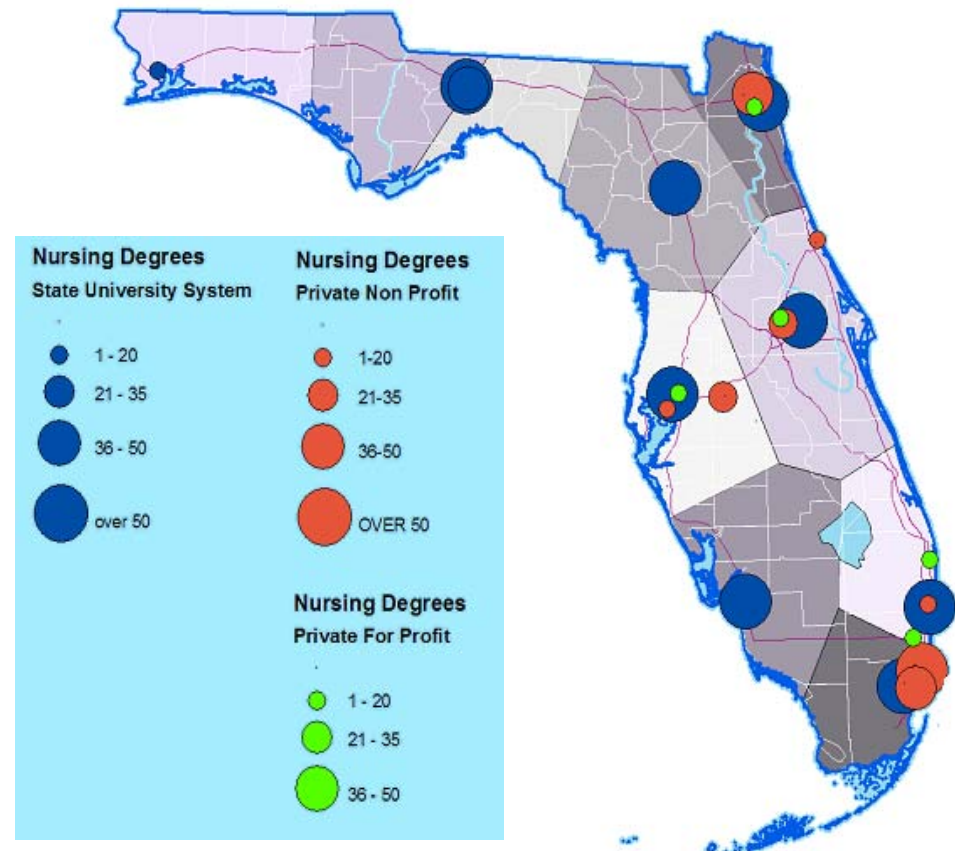 Nursing Degrees
State University System
1 - 20
21 - 35
36 - 50
over 50
Nursing Degrees
Private Non Profit
1-20
21-35
36-50
OVER 50
Nursing Degrees
Private For Profit
1 - 20
21 - 35
36 - 50